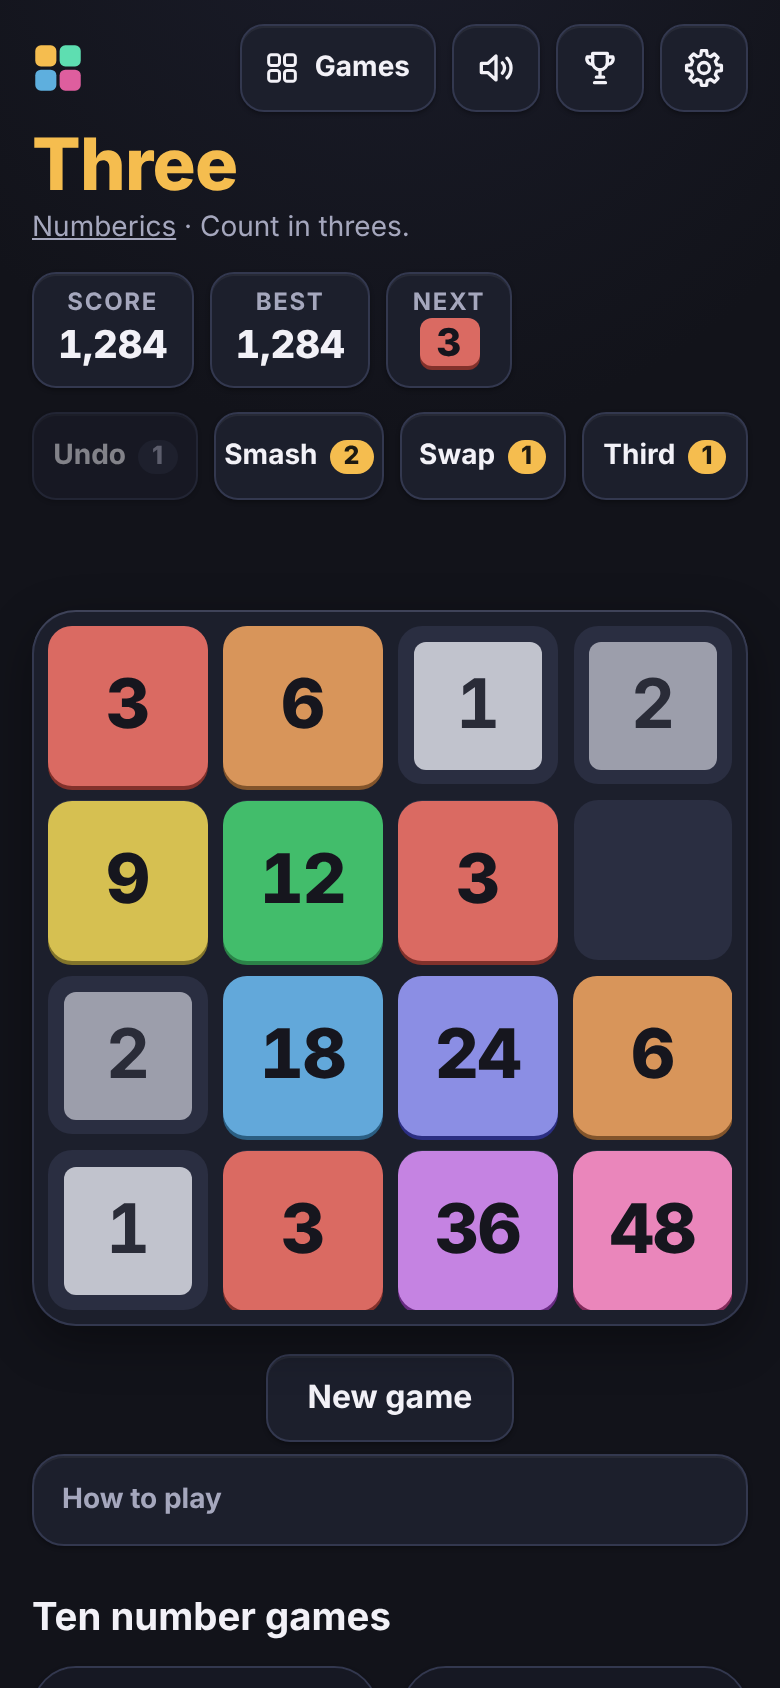 Games
Three
Numberics · Count in threes.
SCORE BEST NEXT
1,284 1,284 3
Undo 1 Smash 2 Swap 1 Third 1
3 6 1 2
9 12 3
2 18 24 6
1 3 36 48
New game
How to play
Ten number games